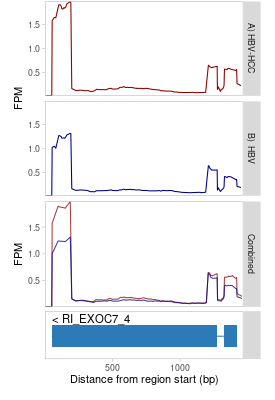 1.5
1.0
0.5
FPM
A) HBV-HCC
1.5
1.0
0.5
FPM
B) HBV
1.5
1.0
0.5
FPM
Combined
< RI_EXOC7_4
500 1000
Distance from region start (bp)